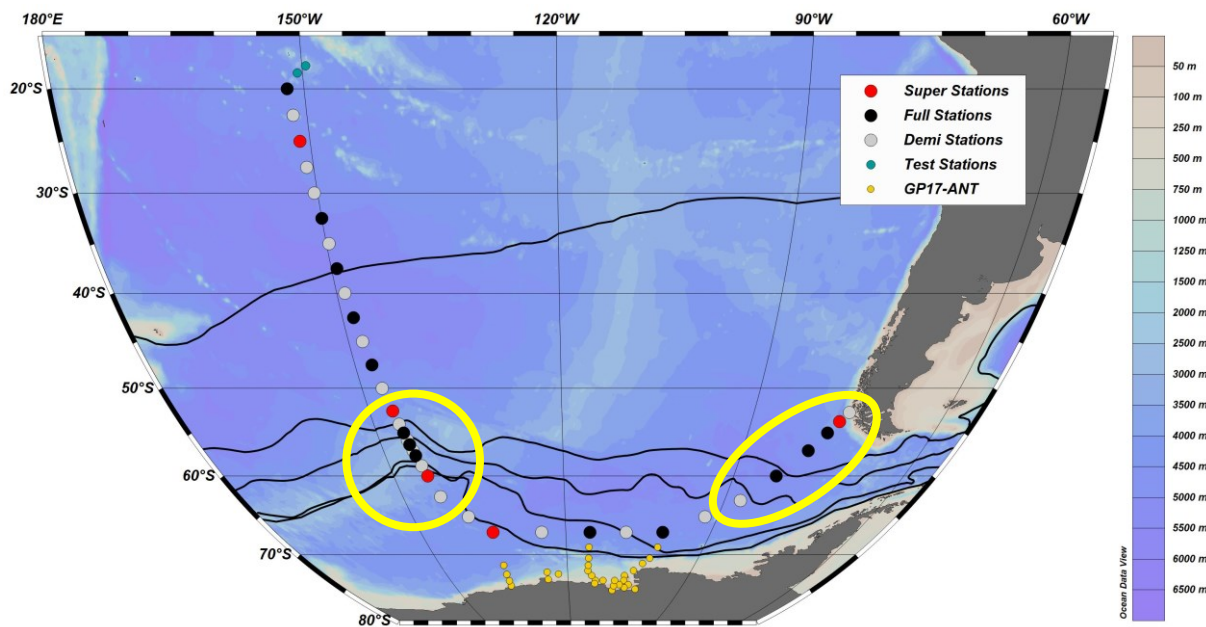 180°E
150°W
120°W
90°W
60°W
20°S
30°S
40°S
50°S
60°S
70°S
80°S
120°W
90°W
Super Stations
Full Stations
Demi Stations
Test Stations
GP17-ANT
50 m
100 m
250 m
500 m
750 m
1000 m
1250 m
1500 m
2000 m
2500 m
3000 m
3500 m
4000 m
4500 m
5000 m
5500 m
6000 m
6500 m
Ocean Data View